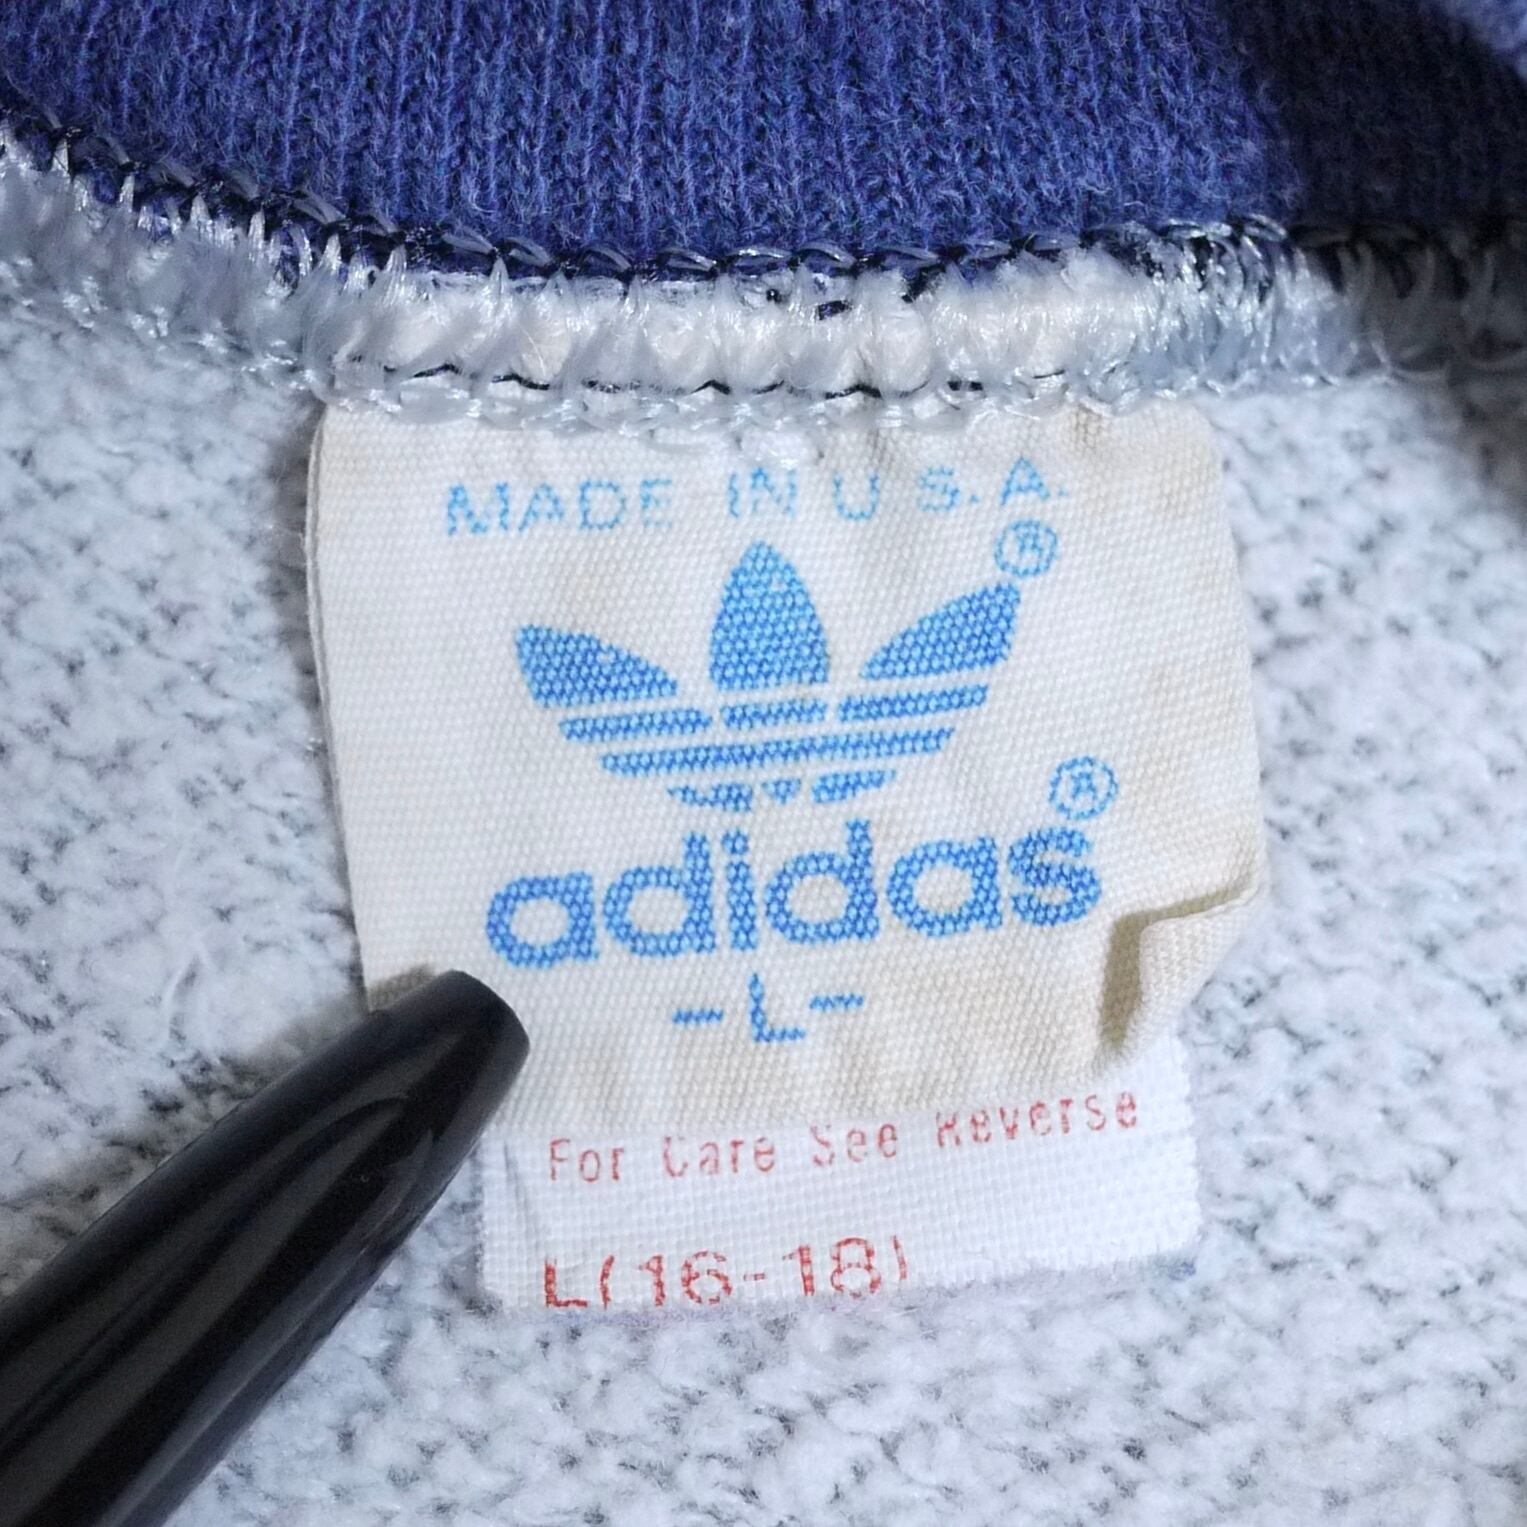 MADE IN U.S.A.
®
adidas®
-L-
For Care See Reverse
L(16-18)